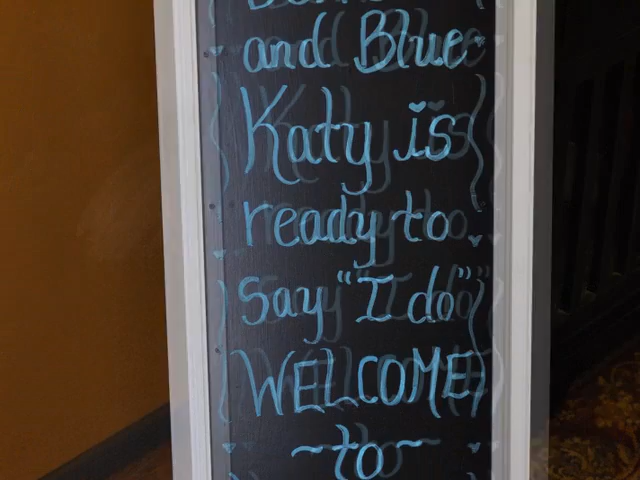 and Blue
Katy is
ready to
Say "I do"
WELCOME
~to~